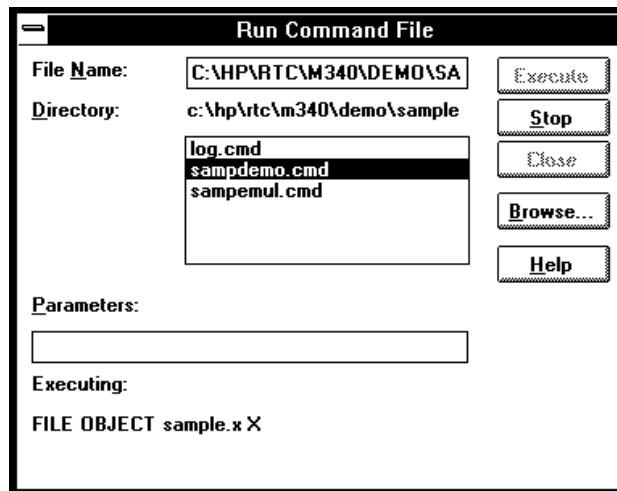 Run Command File
File Name:
C:\HP\RTC\M340\DEMO\SA
Execute
Directory:
c:\hp\rtc\m340\demo\sample
Stop
log.cmd
sampdemo.cmd
sampemul.cmd
Close
Browse...
Help
Parameters:
Executing:
FILE OBJECT sample.x X